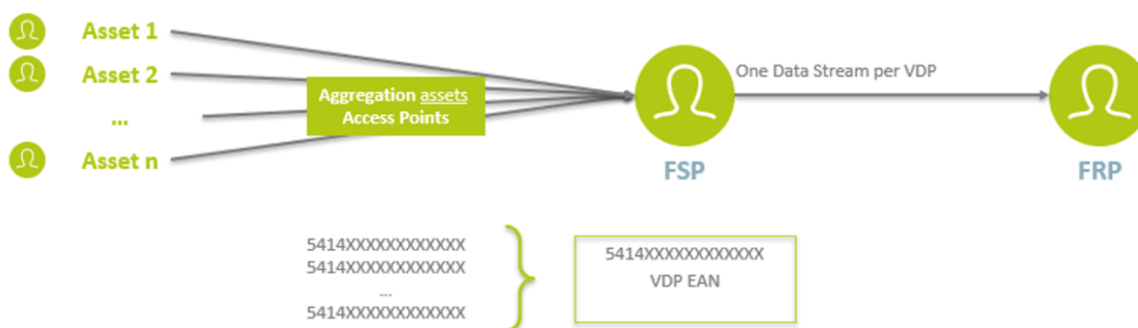 Asset 1
Asset 2
...
Asset n
Aggregation assets
Access Points
One Data Stream per VDP
FSP
FRP
5414XXXXXXXXXXXX
5414XXXXXXXXXXXX
...
5414XXXXXXXXXXXX
5414XXXXXXXXXXXX
VDP EAN